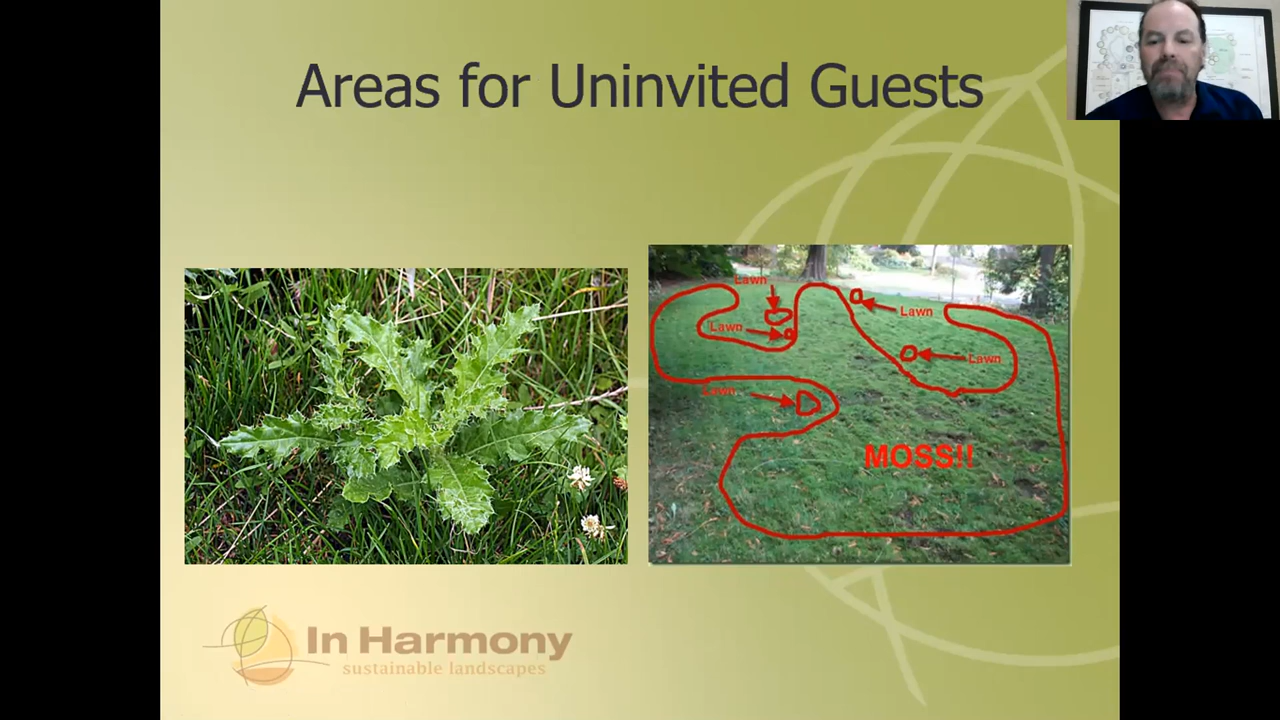 Areas for Uninvited Guests
Lawn
Lawn
Lawn
Lawn
Lawn
MOSS!!
In Harmony
sustainable landscapes